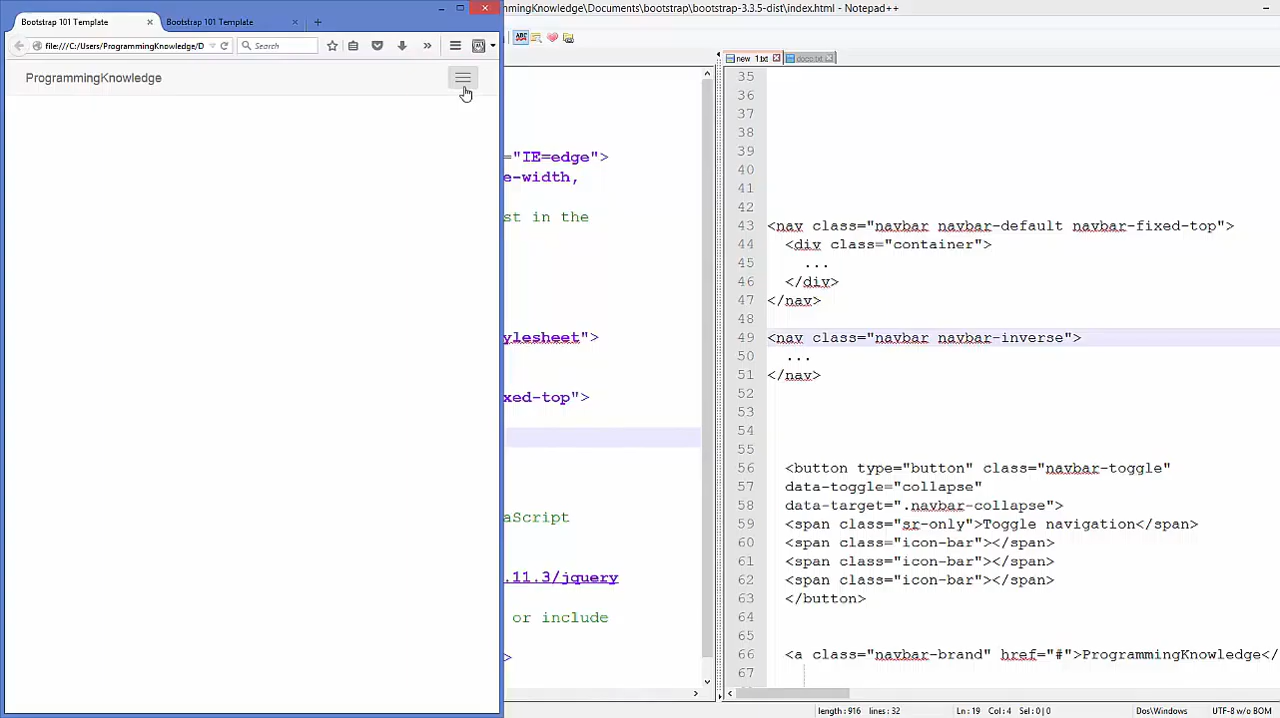 Bootstrap 101 Template
Bootstrap 101 Template
file:///C:/Users/ProgrammingKnowledge/D
Search
ProgrammingKnowledge
ngKnowledge\Documents\bootstrap\bootstrap-3.3.5-dist\index.html - Notepad++
="IE=edge">
e-width,
st in the
ylesheet">
xed-top">
aScript
.11.3/jquery
or include
>
new 1.txt
35
36
37
38
39
40
41
42
43 <nav class="navbar navbar-default navbar-fixed-top">
44 <div class="container">
45 ...
46 </div>
47 </nav>
48
49 <nav class="navbar navbar-inverse">
50 ...
51 </nav>
52
53
54
55
56 <button type="button" class="navbar-toggle"
57 data-toggle="collapse"
58 data-target=".navbar-collapse">
59 <span class="sr-only">Toggle navigation</span>
60 <span class="icon-bar"></span>
61 <span class="icon-bar"></span>
62 <span class="icon-bar"></span>
63 </button>
64
65
66 <a class="navbar-brand" href="#">ProgrammingKnowledge</
67
length : 916 lines : 32
Ln : 19 Col : 4 Sel : 0 | 0
Dos\Windows
UTF-8 w/o BOM